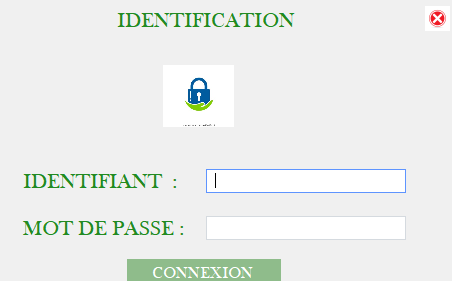 IDENTIFICATION
IDENTIFIANT :
MOT DE PASSE :
CONNEXION